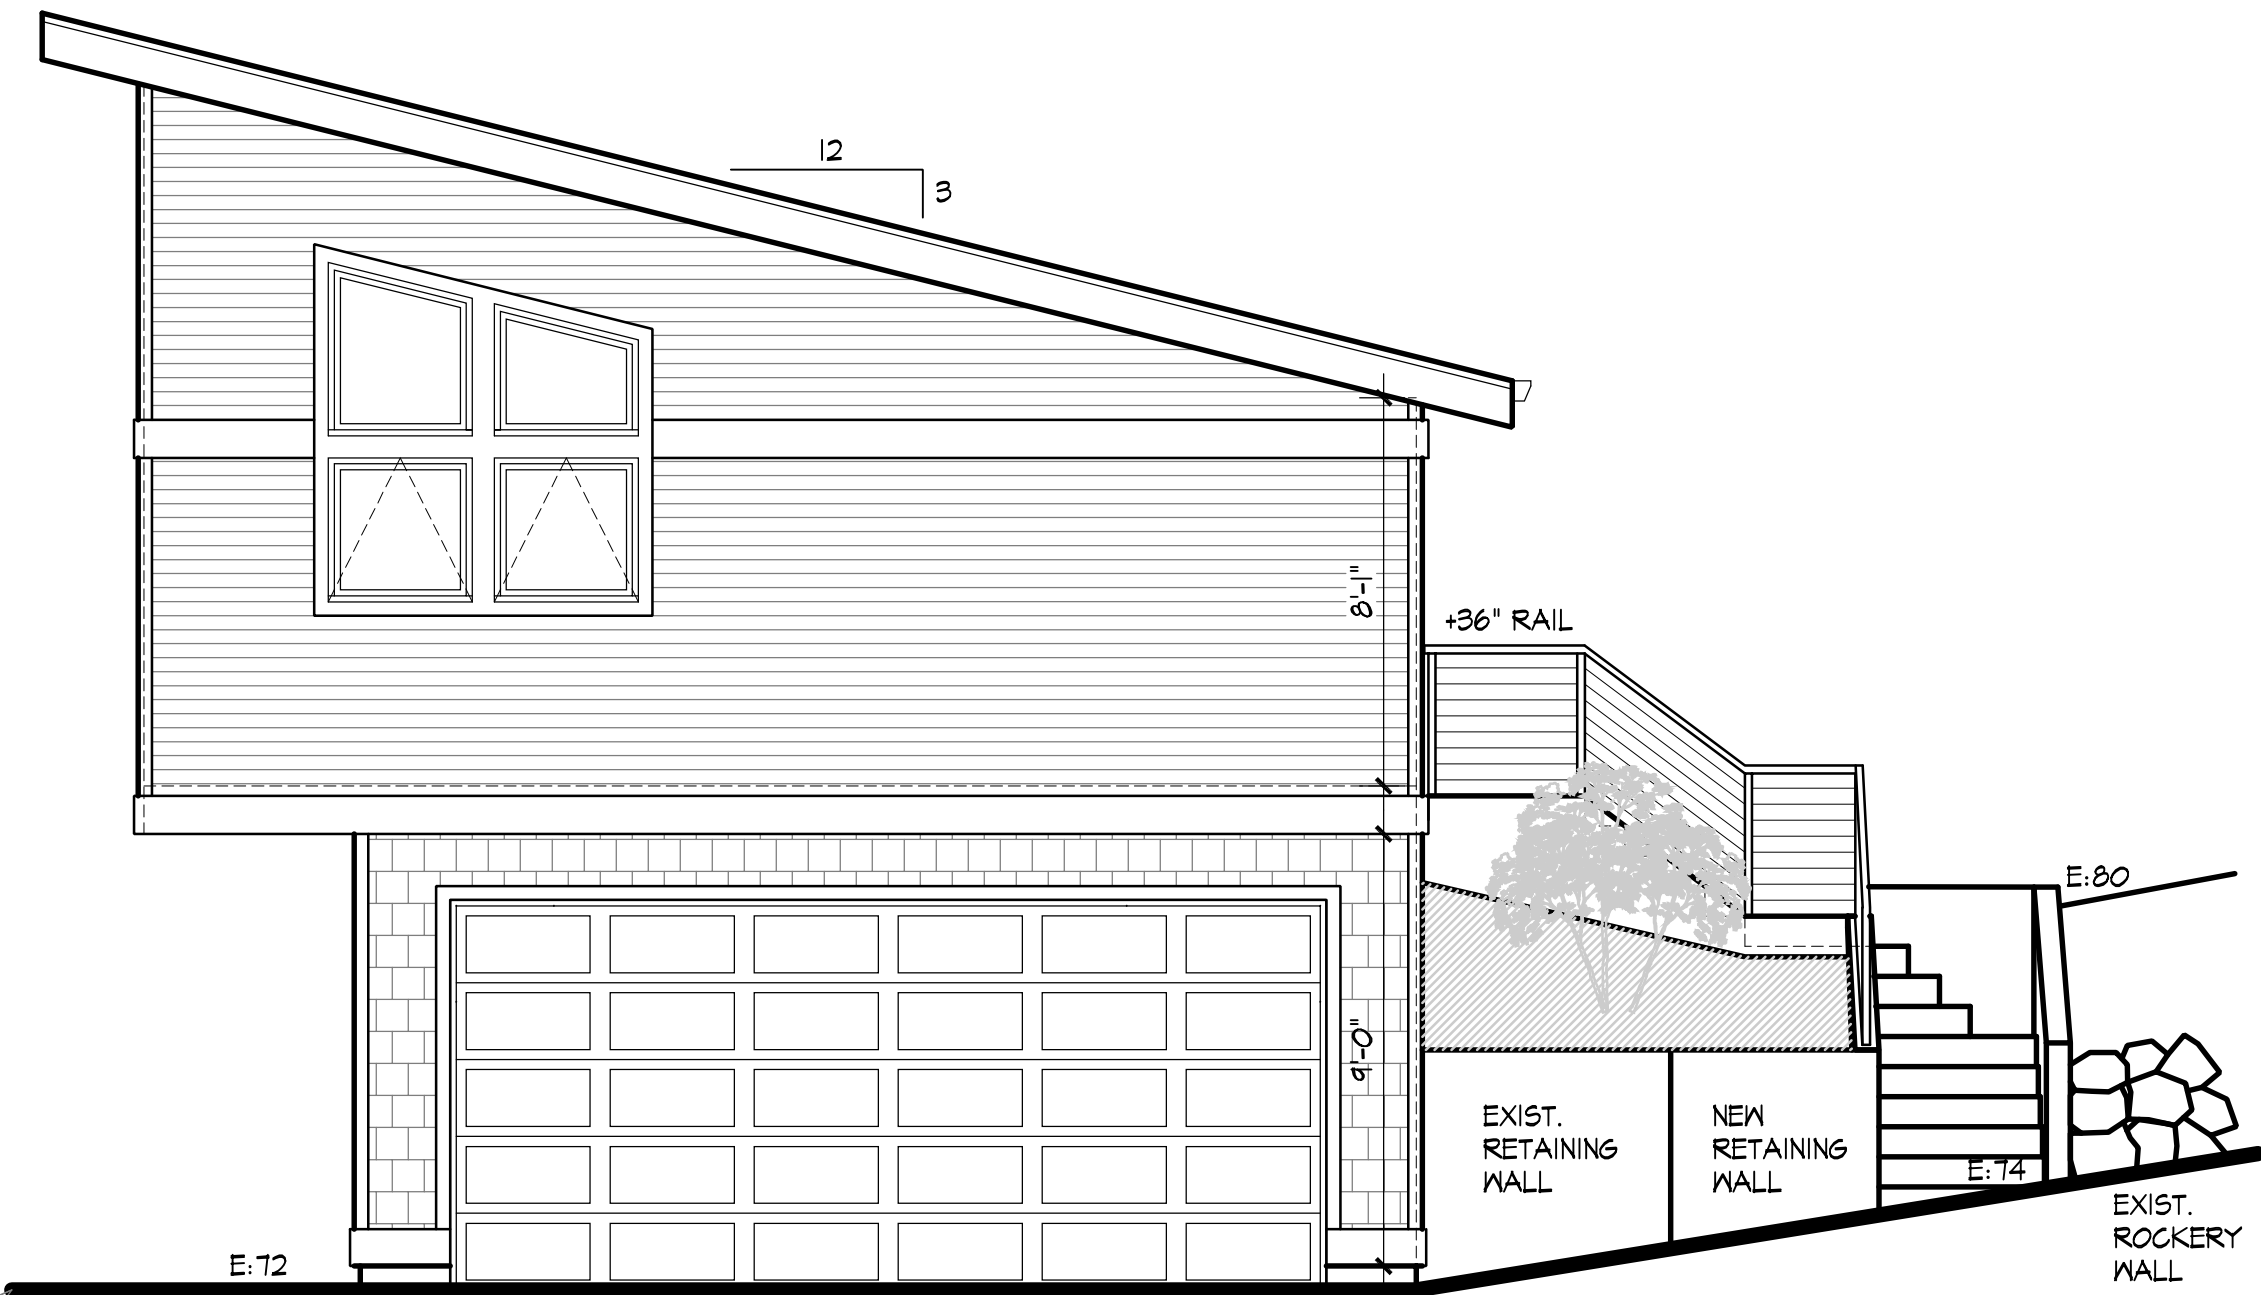 12
3
8'-1"
+36" RAIL
E:80
9'-0"
EXIST.
RETAINING
WALL
NEW
RETAINING
WALL
E:74
EXIST.
ROCKERY
WALL
E:72